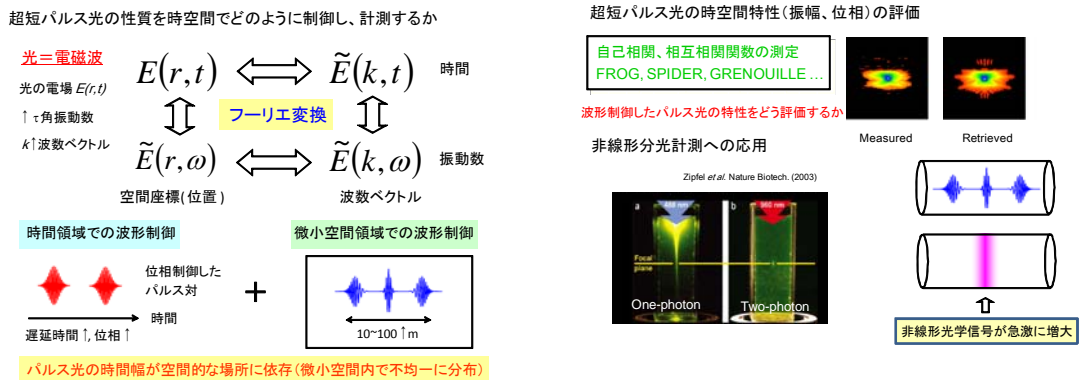 超短パルス光の性質を時空間でどのように制御し、計測するか
光＝電磁波
光の電場 E(r,t)
↑ τ角振動数
k↑波数ベクトル
E(r,t) Ẽ(k,t) 時間
フーリエ変換
Ẽ(r,ω) Ẽ(k,ω) 振動数
空間座標(位置) 波数ベクトル
時間領域での波形制御
位相制御した
パルス対
時間
遅延時間↑, 位相↑
+
微小空間領域での波形制御
10~100↑m
パルス光の時間幅が空間的な場所に依存(微小空間内で不均一に分布)
超短パルス光の時空間特性(振幅、位相)の評価
自己相関、相互相関関数の測定
FROG, SPIDER, GRENOUILLE ...
波形制御したパルス光の特性をどう評価するか
Measured Retrieved
非線形分光計測への応用
Zipfel et al. Nature Biotech. (2003)
a 488 nm b 960 nm
Focal
plane
One-photon Two-photon
非線形光学信号が急激に増大